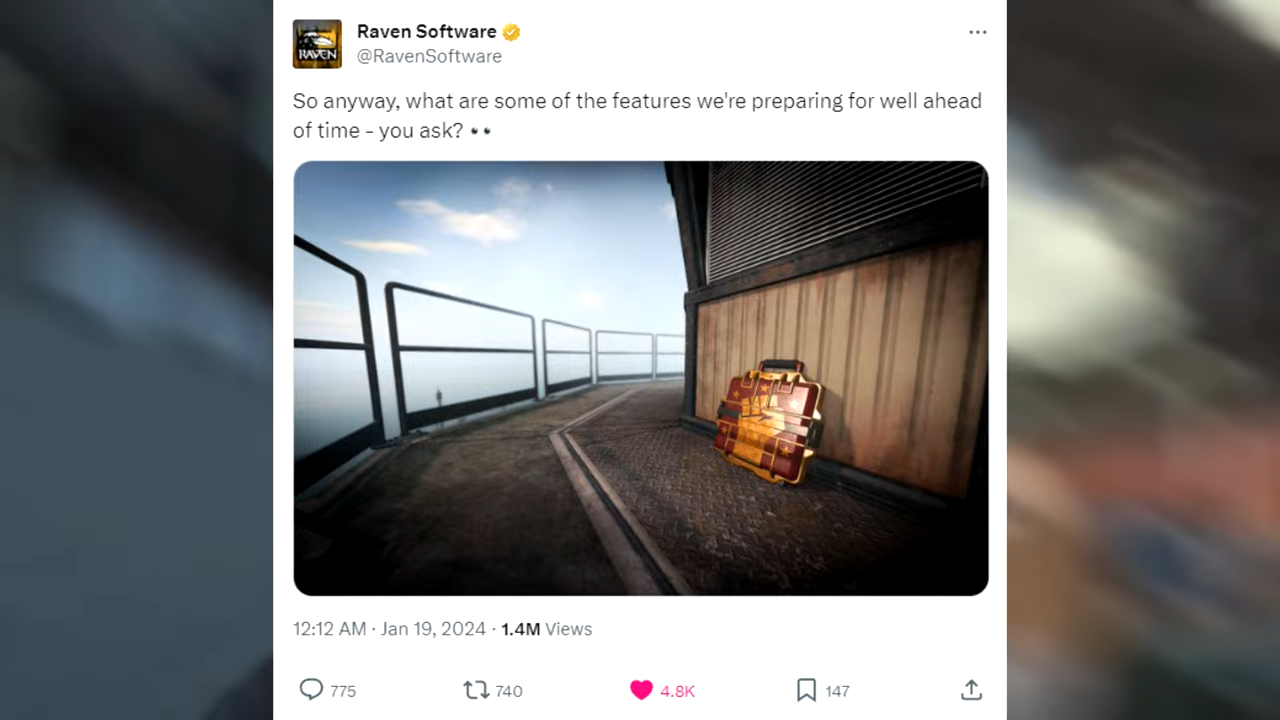 Raven Software
@RavenSoftware
RAVEN
So anyway, what are some of the features we're preparing for well ahead
of time - you ask? 👀
12:12 AM · Jan 19, 2024 · 1.4M Views
775
740
4.8K
147